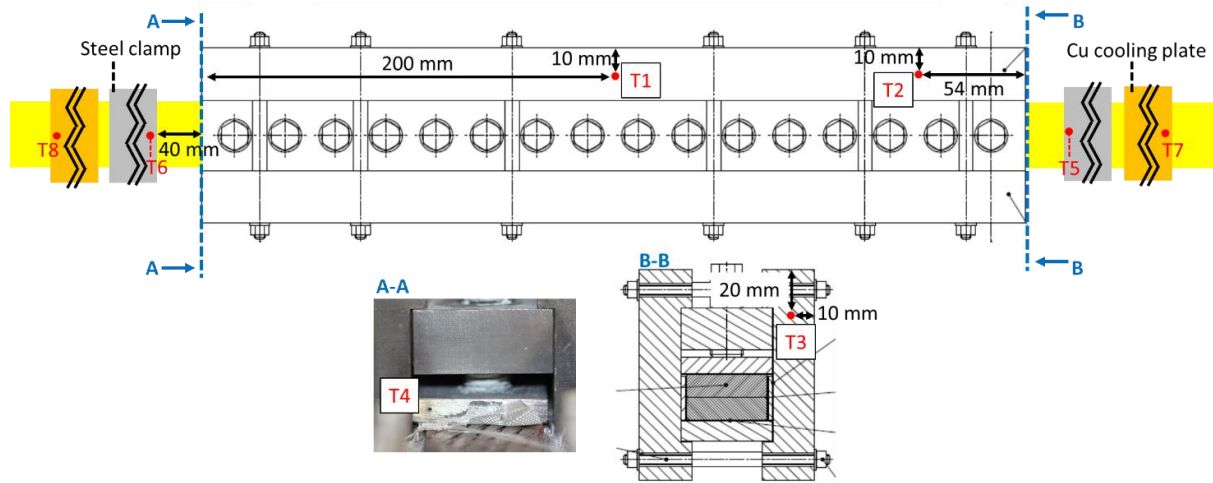 A
B
Steel clamp
10 mm
10 mm
Cu cooling plate
200 mm
T1
T2
54 mm
T8
T6
40 mm
T5
T7
A
B
A-A
B-B
20 mm
10 mm
T3
T4